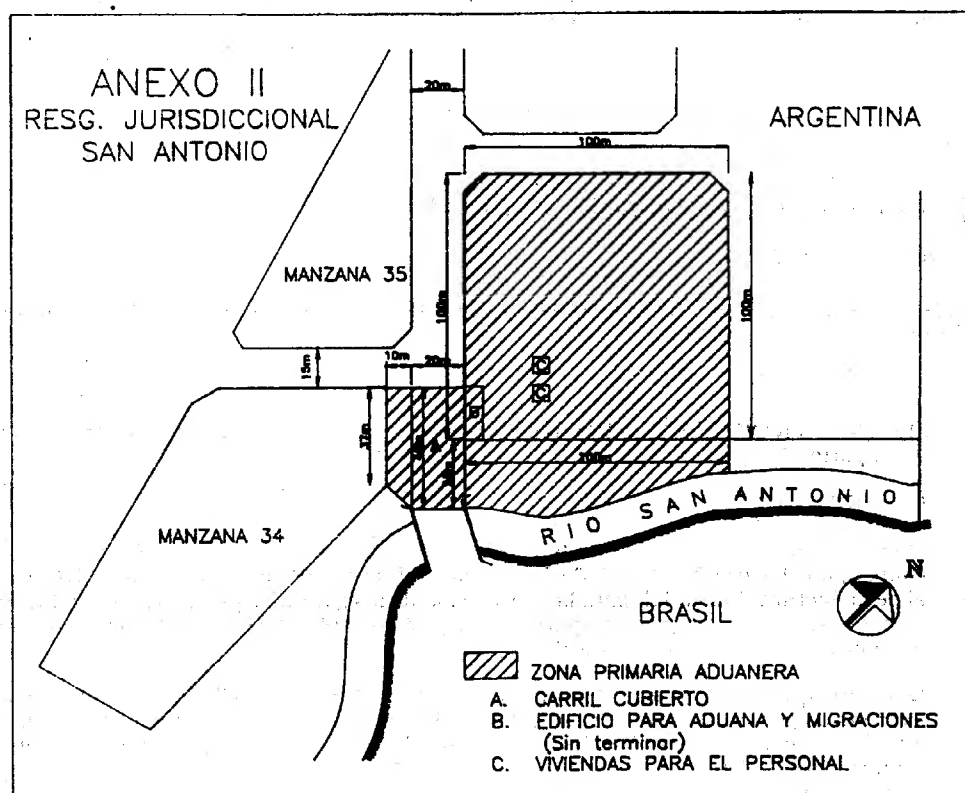 ANEXO II
RESG. JURISDICCIONAL
SAN ANTONIO
ARGENTINA
20m
100m
MANZANA 35
100m
100m
15m
10m
20m
C
C
B
37m
A
100m
MANZANA 34
RIO SAN ANTONIO
N
BRASIL
ZONA PRIMARIA ADUANERA
A. CARRIL CUBIERTO
B. EDIFICIO PARA ADUANA Y MIGRACIONES
(Sin terminar)
C. VIVIENDAS PARA EL PERSONAL